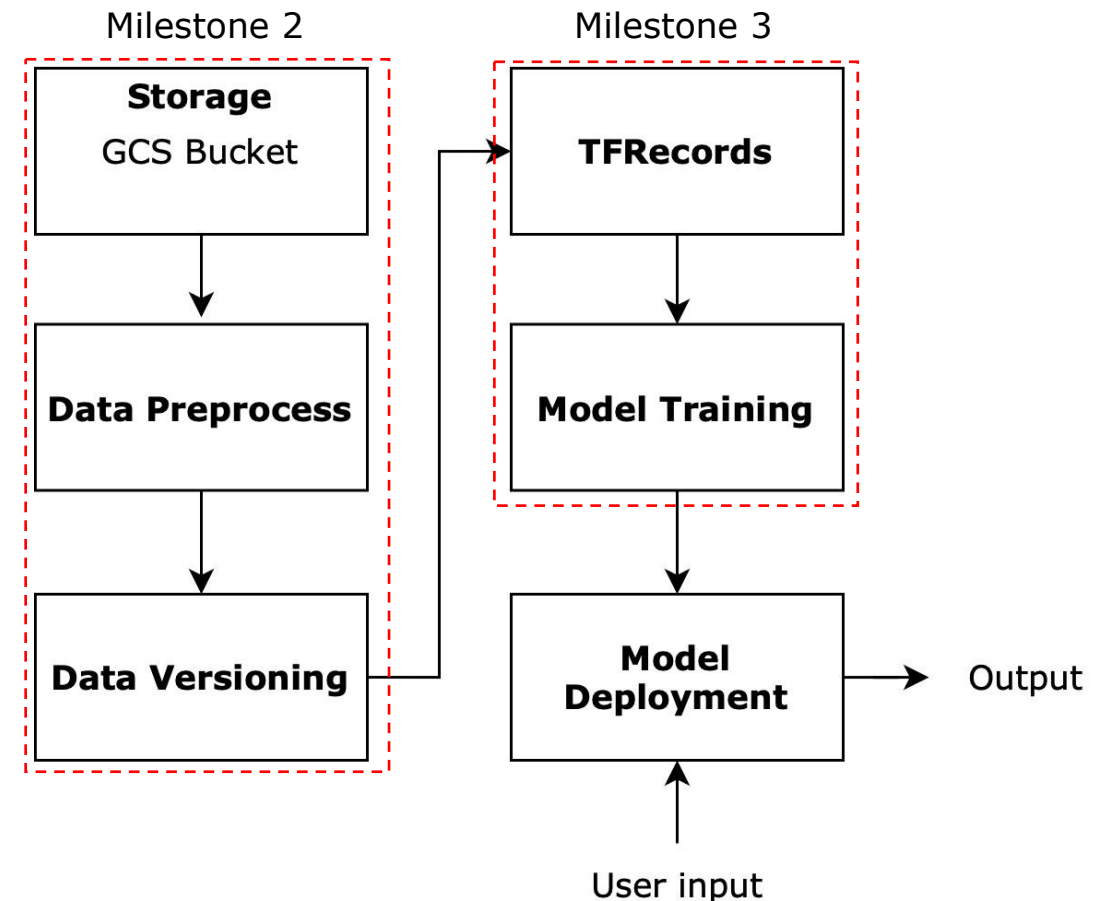 Milestone 2
Storage
GCS Bucket
Data Preprocess
Data Versioning
Milestone 3
TFRecords
Model Training
Model
Deployment
Output
User input